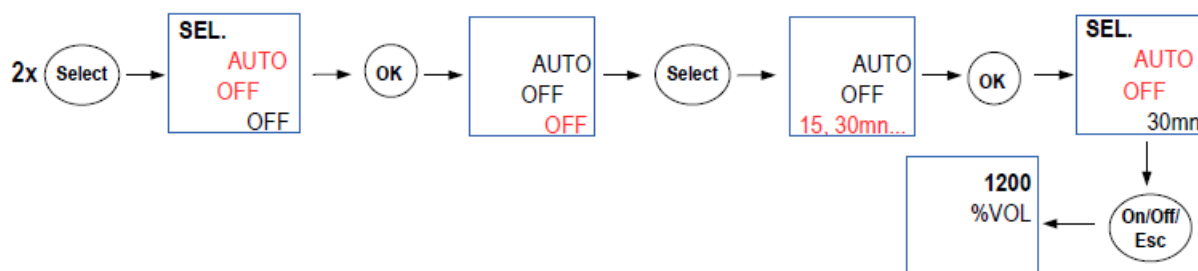 2x
Select
SEL.
AUTO
OFF
OFF
OK
AUTO
OFF
OFF
Select
AUTO
OFF
15, 30mn...
OK
SEL.
AUTO
OFF
30mn
On/Off/
Esc
1200
%VOL